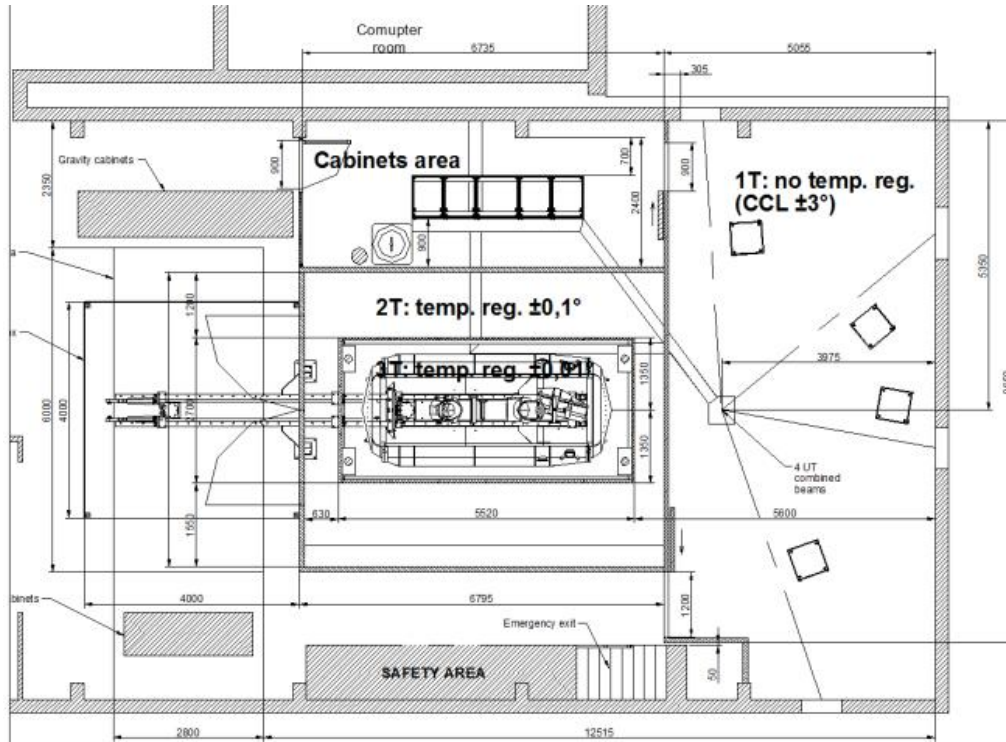 Comupter
room
6735
5055
305
Gravity cabinets
2350
900
Cabinets area
700
2400
900
900
1T: no temp. reg.
(CCL ±3°)
5350
2T: temp. reg. ±0,1°
3975
1350
1350
6000
4000
4 UT
combined
beams
630
5520
5600
4000
6795
1200
Emergency exit
SAFETY AREA
50
2800
12515